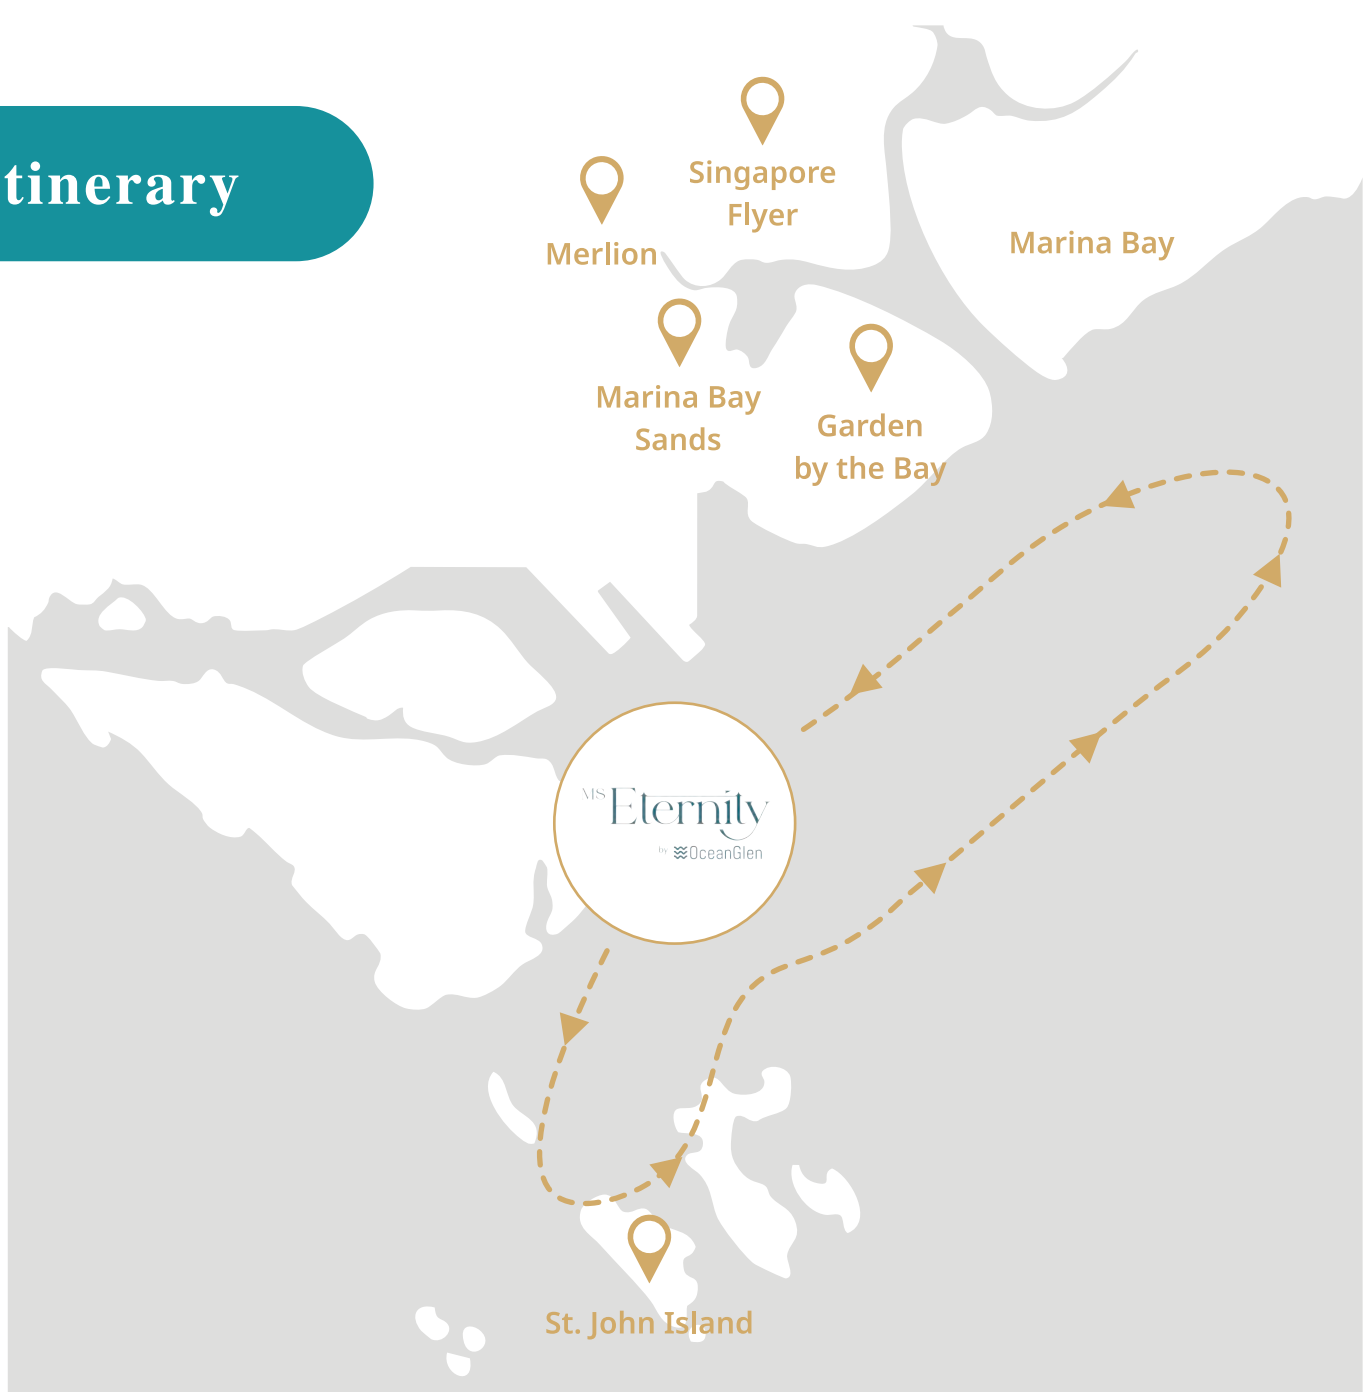 tinerary
Singapore
Flyer
Merlion
Marina Bay
Marina Bay
Sands
Garden
by the Bay
MS Eternity
by OceanGlen
St. John Island